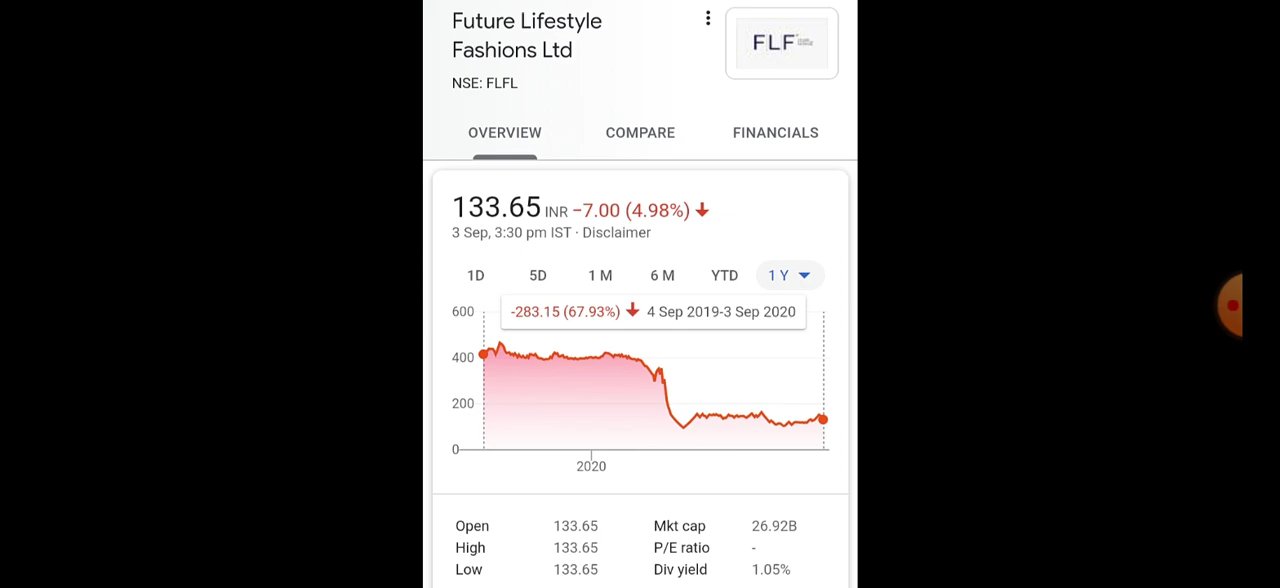 Future Lifestyle
Fashions Ltd
FLF
NSE: FLFL
OVERVIEW COMPARE FINANCIALS
133.65 INR −7.00 (4.98%)
3 Sep, 3:30 pm IST · Disclaimer
1D 5D 1 M 6 M YTD 1 Y
-283.15 (67.93%) 4 Sep 2019-3 Sep 2020
600
400
200
0
2020
Open 133.65 Mkt cap 26.92B
High 133.65 P/E ratio -
Low 133.65 Div yield 1.05%